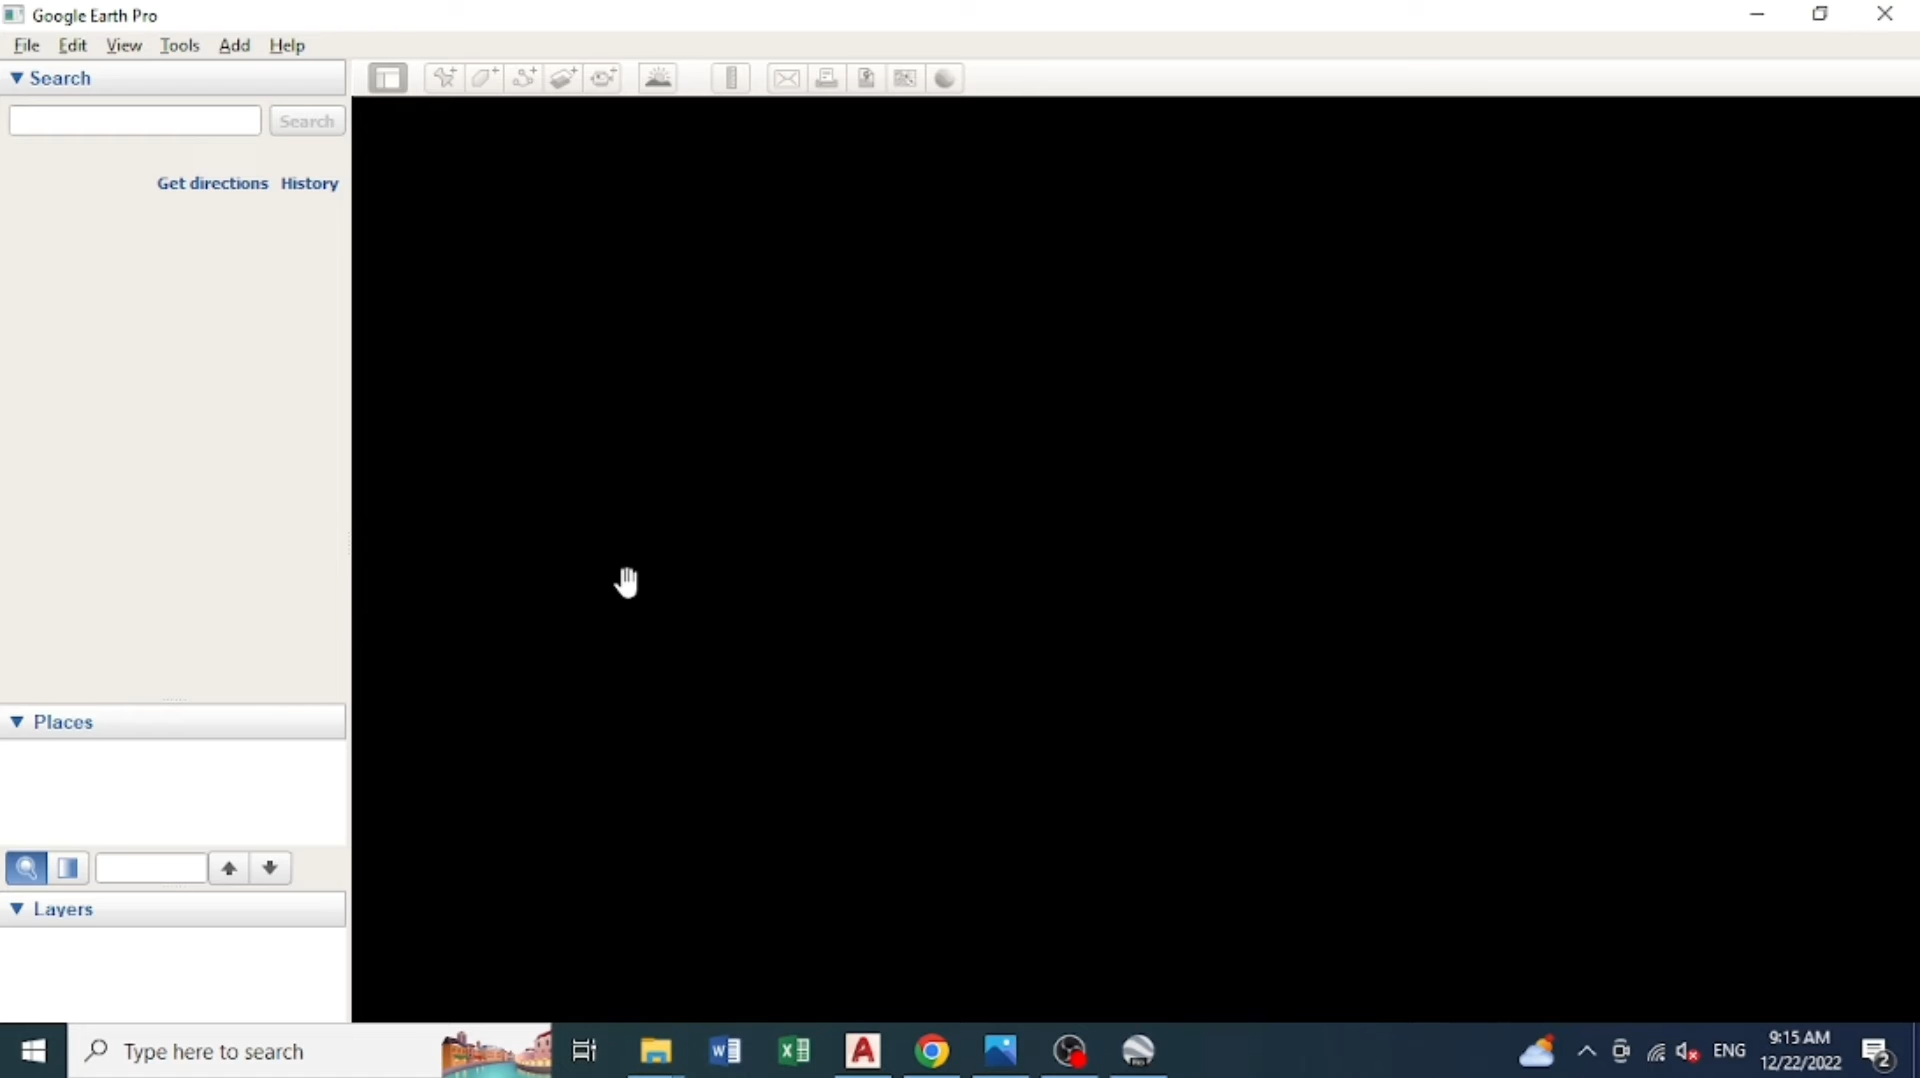 Google Earth Pro
File Edit View Tools Add Help
Search
Search
Get directions History
Places
Layers
Type here to search
ENG
9:15 AM
12/22/2022
2